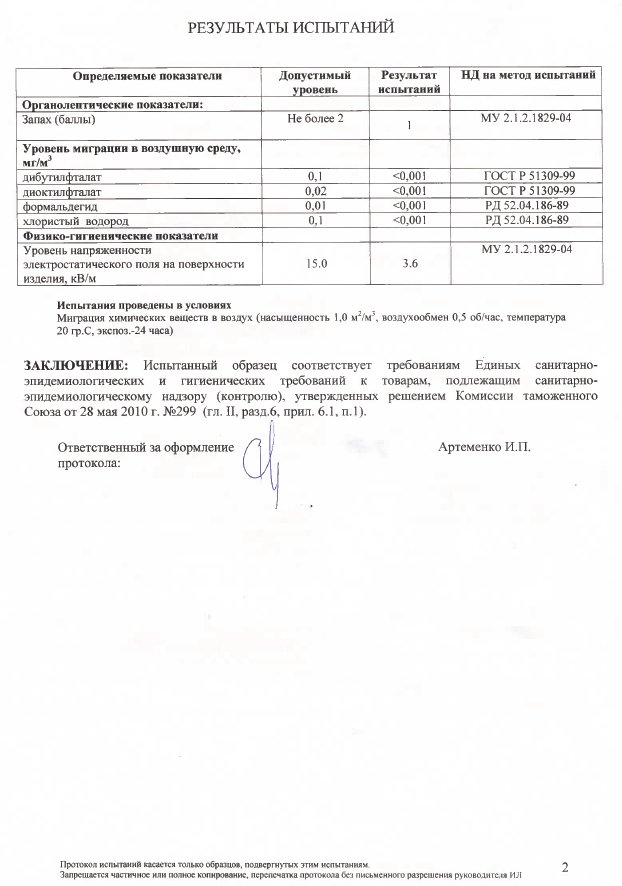 РЕЗУЛЬТАТЫ ИСПЫТАНИЙ
Определяемые показатели Допустимый уровень Результат испытаний НД на метод испытаний
Органолептические показатели:
Запах (баллы) Не более 2 1 МУ 2.1.2.1829-04
Уровень миграции в воздушную среду,
мг/м³
дибутилфталат 0,1 <0,001 ГОСТ Р 51309-99
диоктилфталат 0,02 <0,001 ГОСТ Р 51309-99
формальдегид 0,01 <0,001 РД 52.04.186-89
хлористый водород 0,1 <0,001 РД 52.04.186-89
Физико-гигиенические показатели
Уровень напряженности МУ 2.1.2.1829-04
электростатического поля на поверхности 15.0 3.6
изделия, кВ/м
Испытания проведены в условиях
Миграция химических веществ в воздух (насыщенность 1,0 м²/м³, воздухообмен 0,5 об/час, температура
20 гр.С, экспоз.-24 часа)
ЗАКЛЮЧЕНИЕ: Испытанный образец соответствует требованиям Единых санитарно-
эпидемиологических и гигиенических требований к товарам, подлежащим санитарно-
эпидемиологическому надзору (контролю), утвержденных решением Комиссии таможенного
Союза от 28 мая 2010 г. №299 (гл. II, разд.6, прил. 6.1, п.1).
Ответственный за оформление Артеменко И.П.
протокола:
Протокол испытаний касается только образцов, подвергнутых этим испытаниям.
Запрещается частичное или полное копирование, перепечатка протокола без письменного разрешения руководителя ИЛ
2